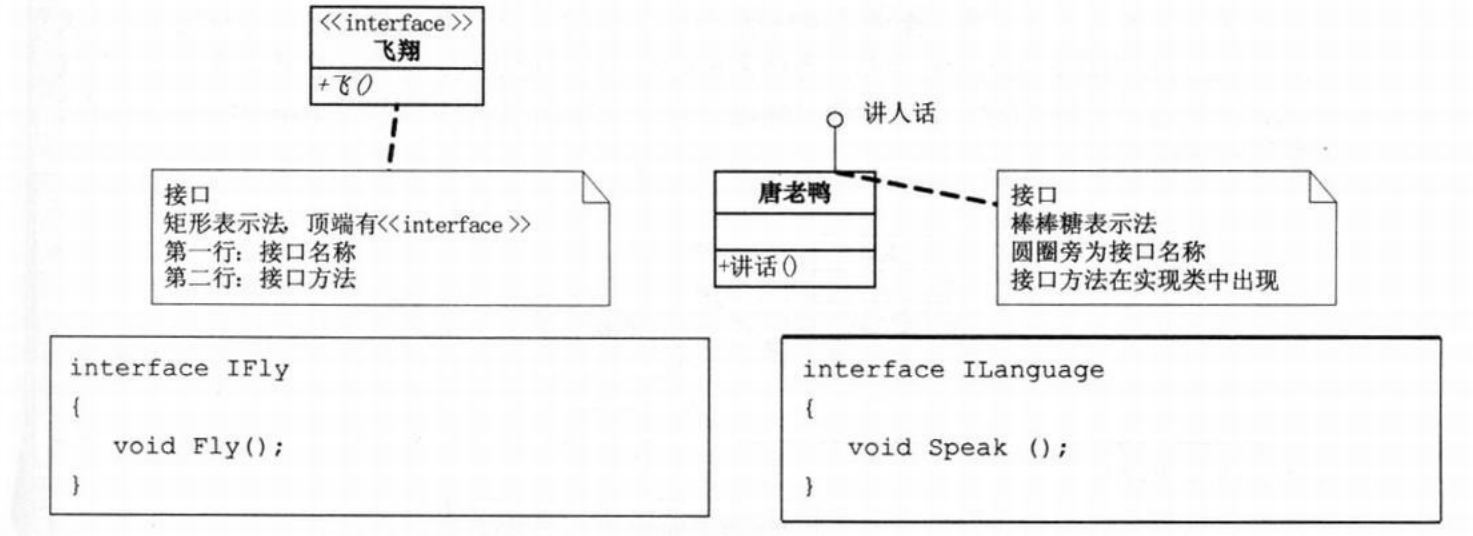 <<interface>>
飞翔
+飞()
讲人话
接口
矩形表示法,顶端有<<interface>>
第一行:接口名称
第二行:接口方法
唐老鸭
+讲话()
接口
棒棒糖表示法
圆圈旁为接口名称
接口方法在实现类中出现
interface IFly
{
void Fly();
}
interface ILanguage
{
void Speak ();
}